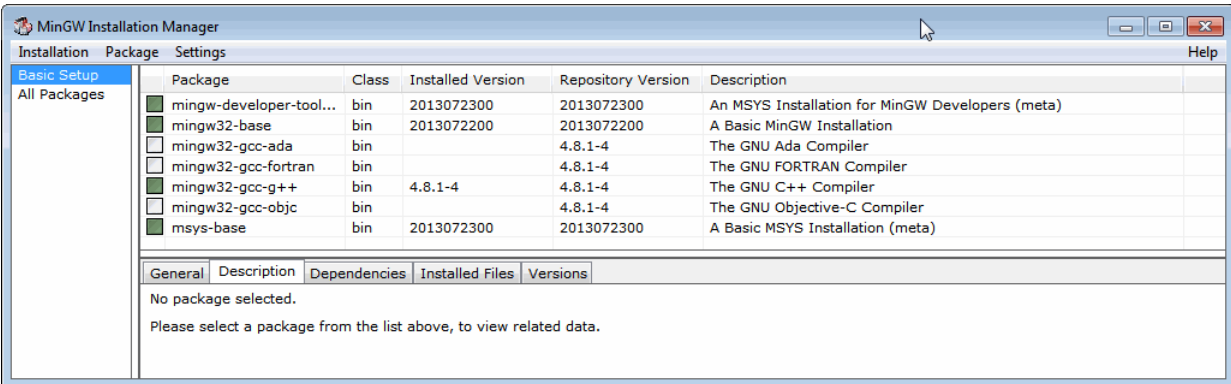 MinGW Installation Manager
Installation Package Settings Help
Basic Setup
All Packages
Package Class Installed Version Repository Version Description
mingw-developer-tool... bin 2013072300 2013072300 An MSYS Installation for MinGW Developers (meta)
mingw32-base bin 2013072200 2013072200 A Basic MinGW Installation
mingw32-gcc-ada bin 4.8.1-4 The GNU Ada Compiler
mingw32-gcc-fortran bin 4.8.1-4 The GNU FORTRAN Compiler
mingw32-gcc-g++ bin 4.8.1-4 4.8.1-4 The GNU C++ Compiler
mingw32-gcc-objc bin 4.8.1-4 The GNU Objective-C Compiler
msys-base bin 2013072300 2013072300 A Basic MSYS Installation (meta)
General Description Dependencies Installed Files Versions
No package selected.
Please select a package from the list above, to view related data.